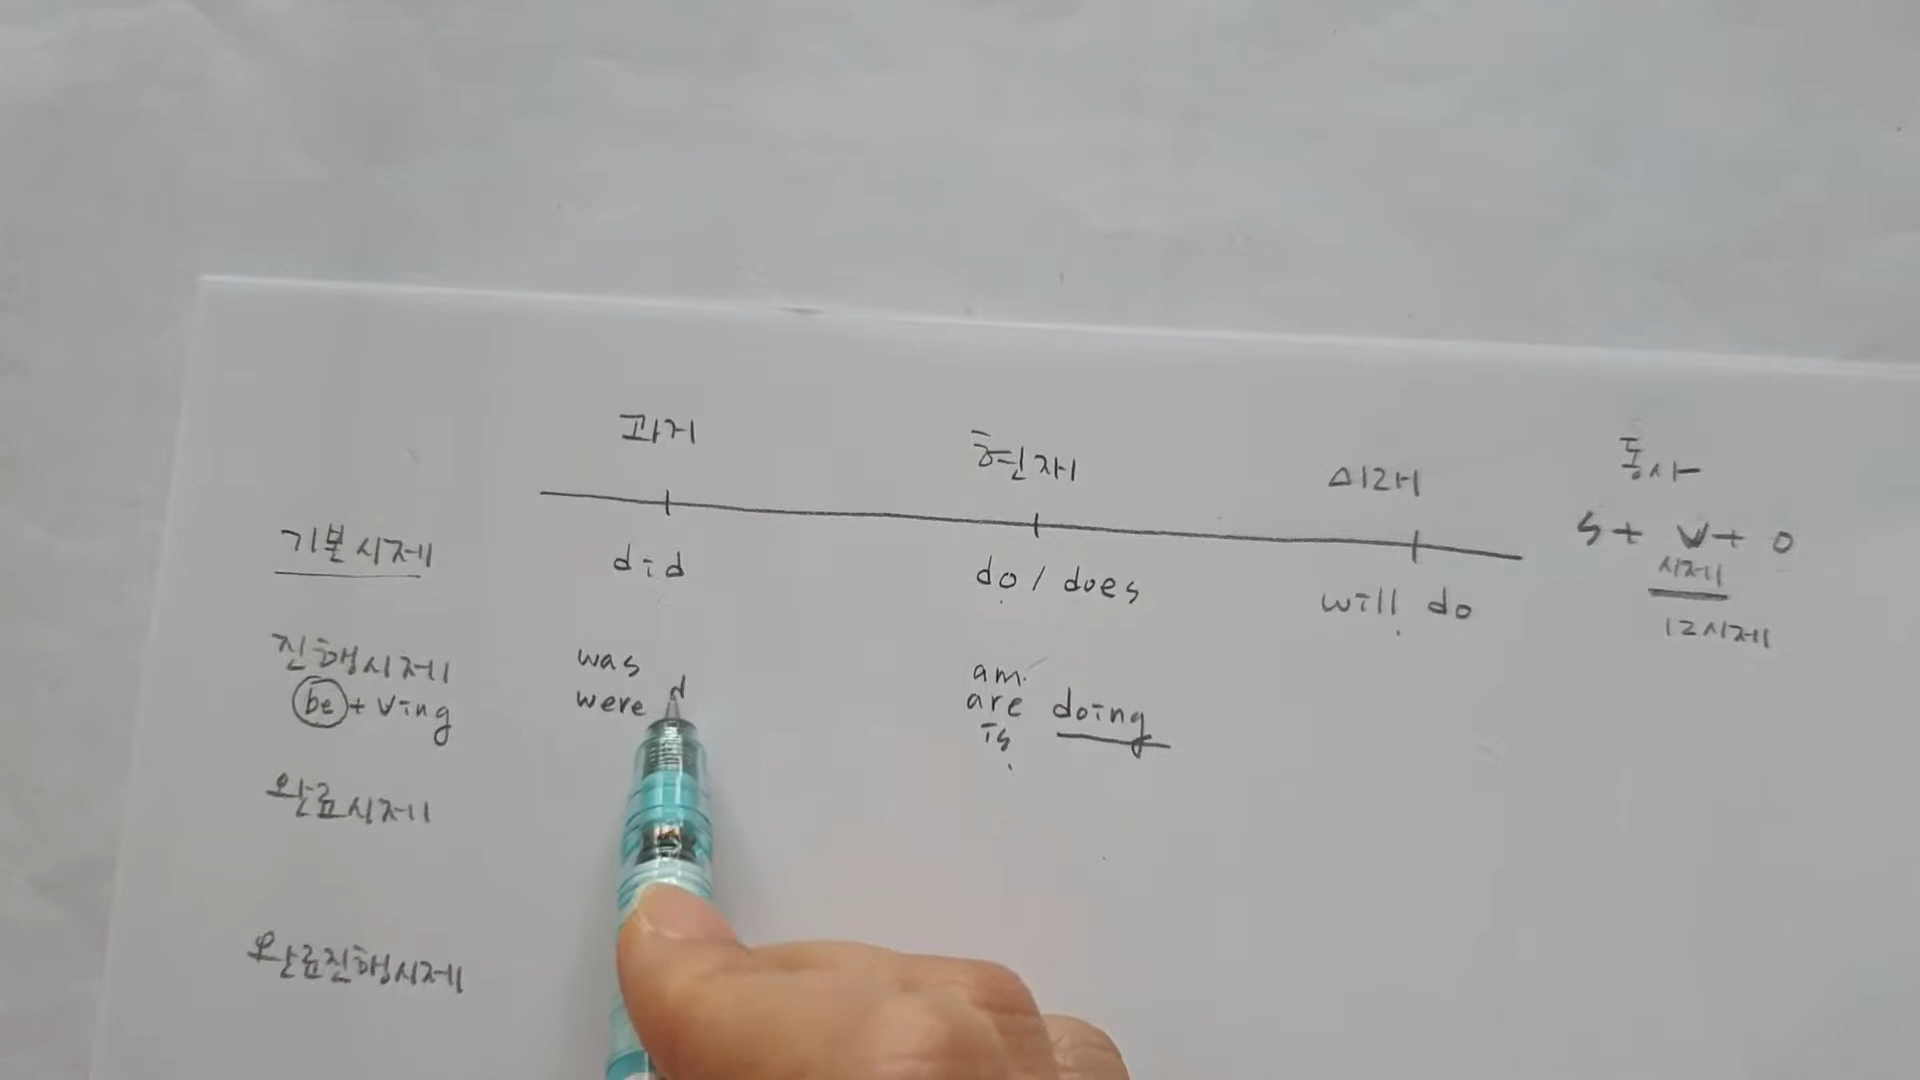 과거 현재 미래 동사
S + V + O
시제
12시제
기본시제 did do / does will do
진행시제 was am
be + Ving were d are doing
is
완료시제
완료진행시제